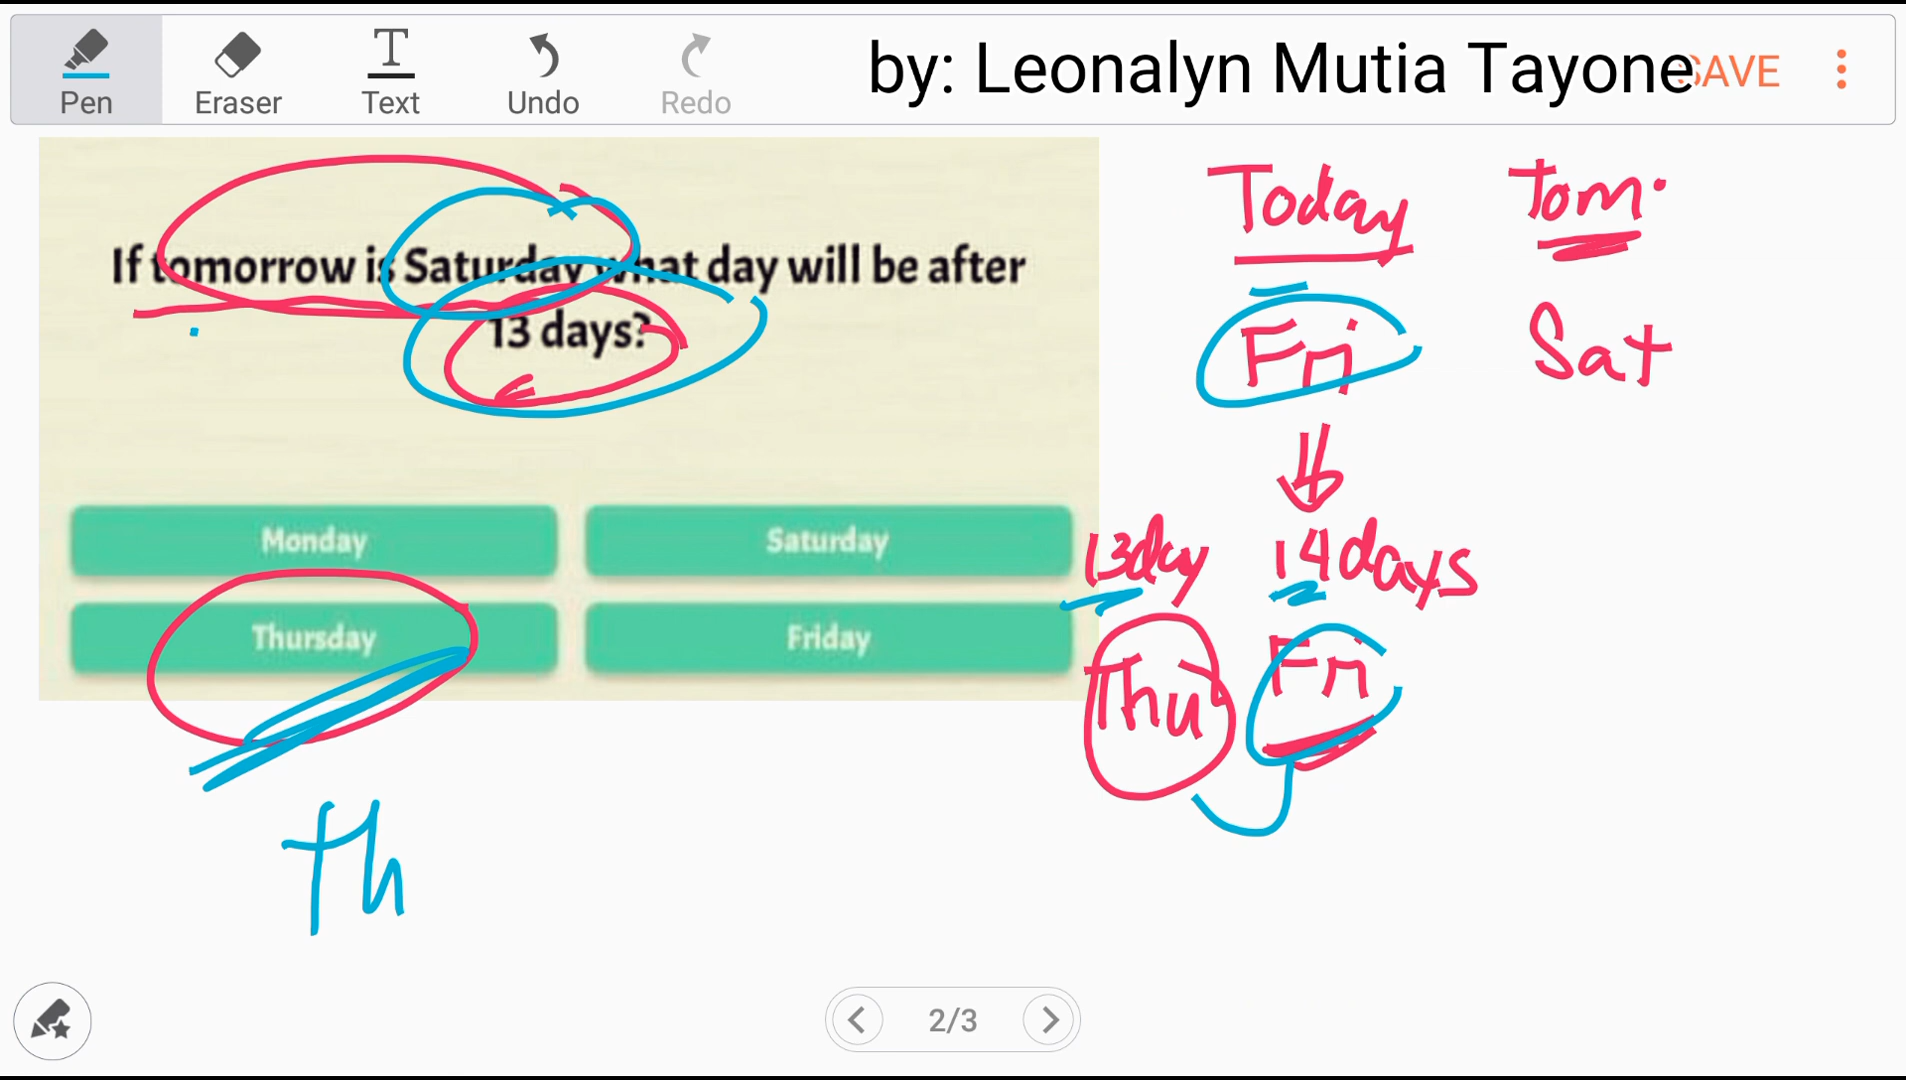 Pen
Eraser
Text
Undo
Redo
by: Leonalyn Mutia Tayone
SAVE
If tomorrow is Saturday what day will be after
13 days?
Monday
Saturday
Thursday
Friday
Today
Tom.
Fri
Sat
13day
14days
Thu
Fri
Th
2/3